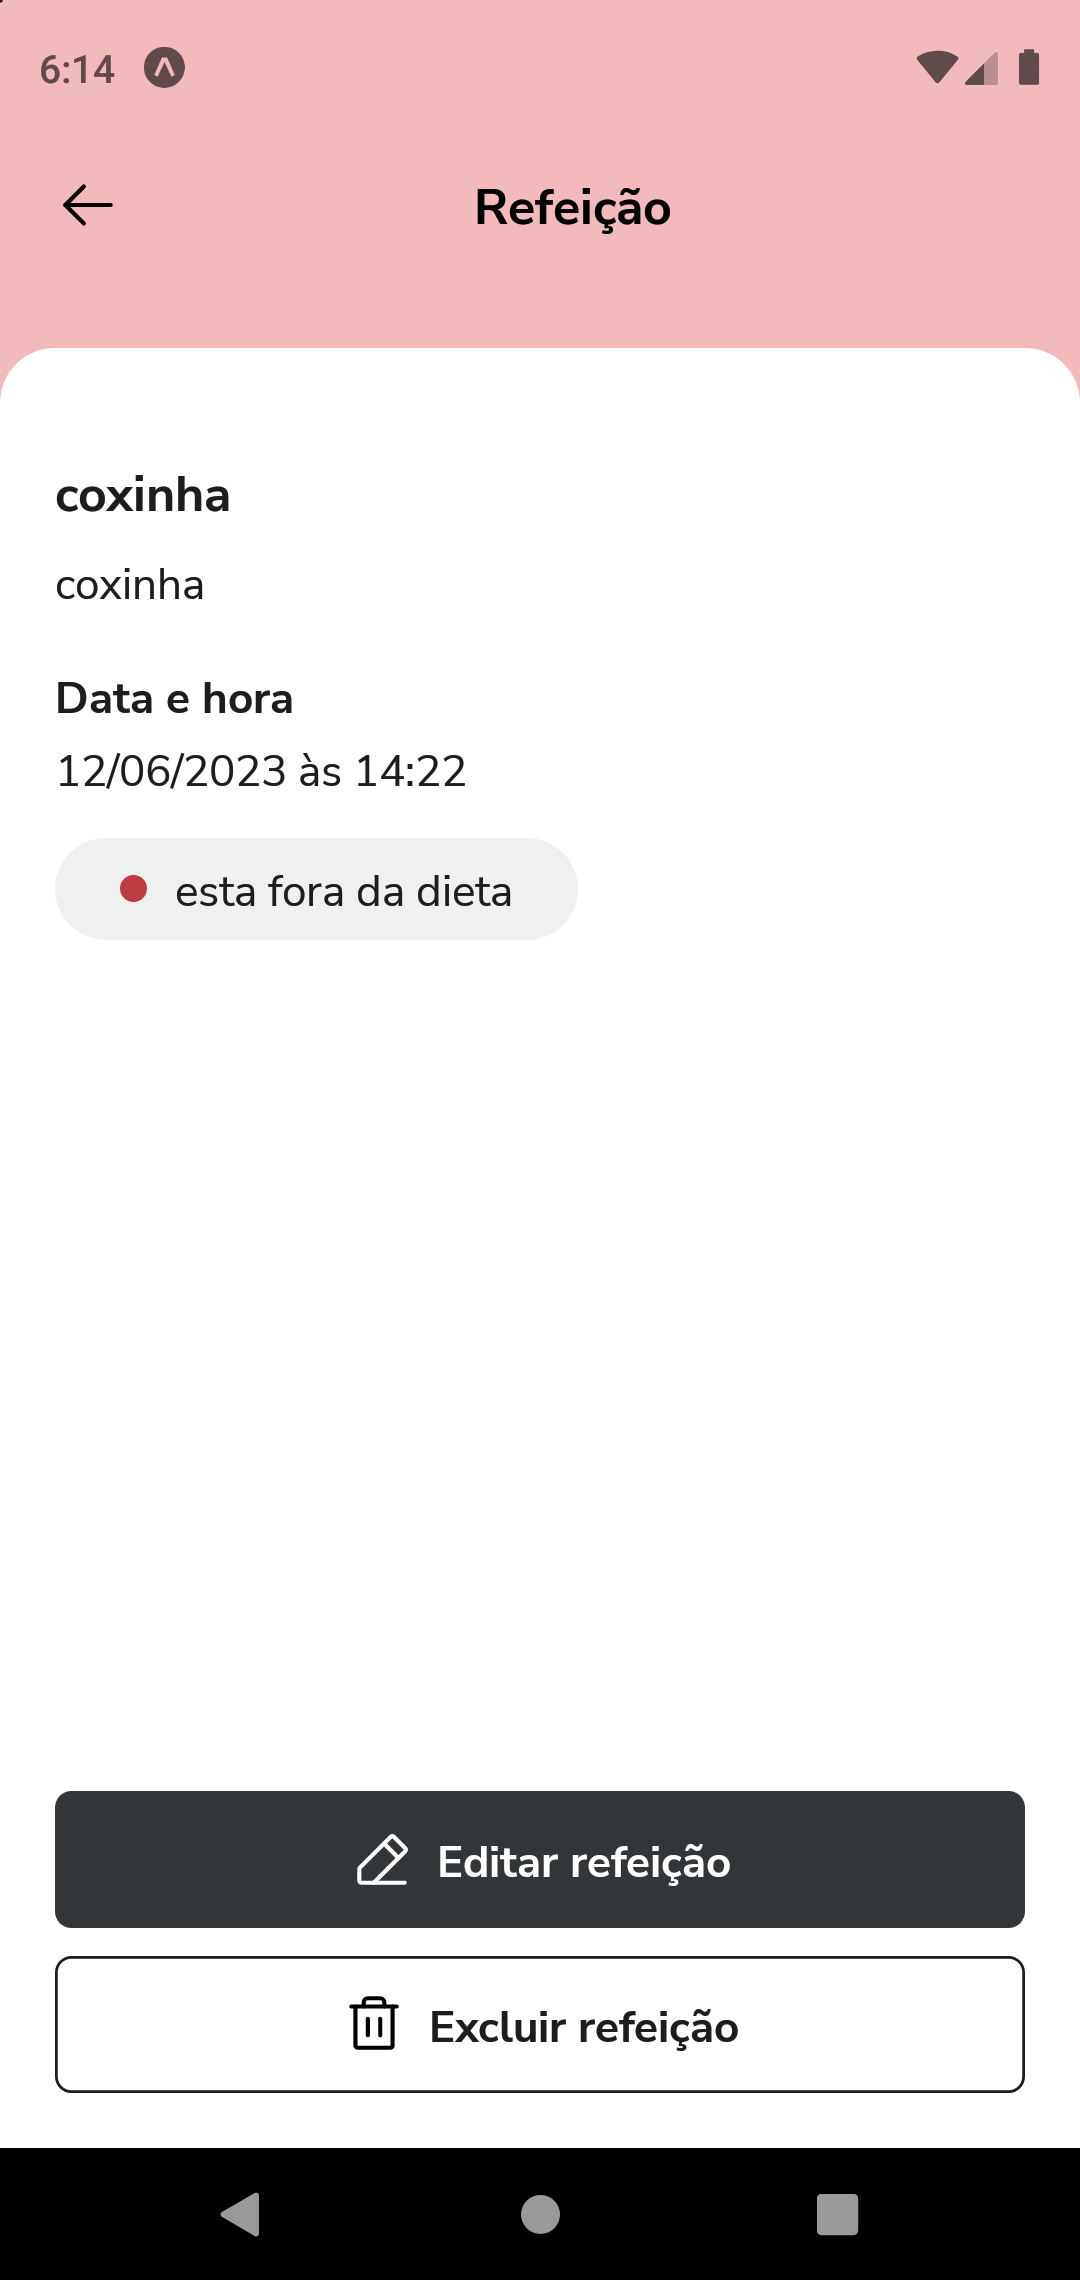 6:14
Refeição
coxinha
coxinha
Data e hora
12/06/2023 às 14:22
esta fora da dieta
Editar refeição
Excluir refeição